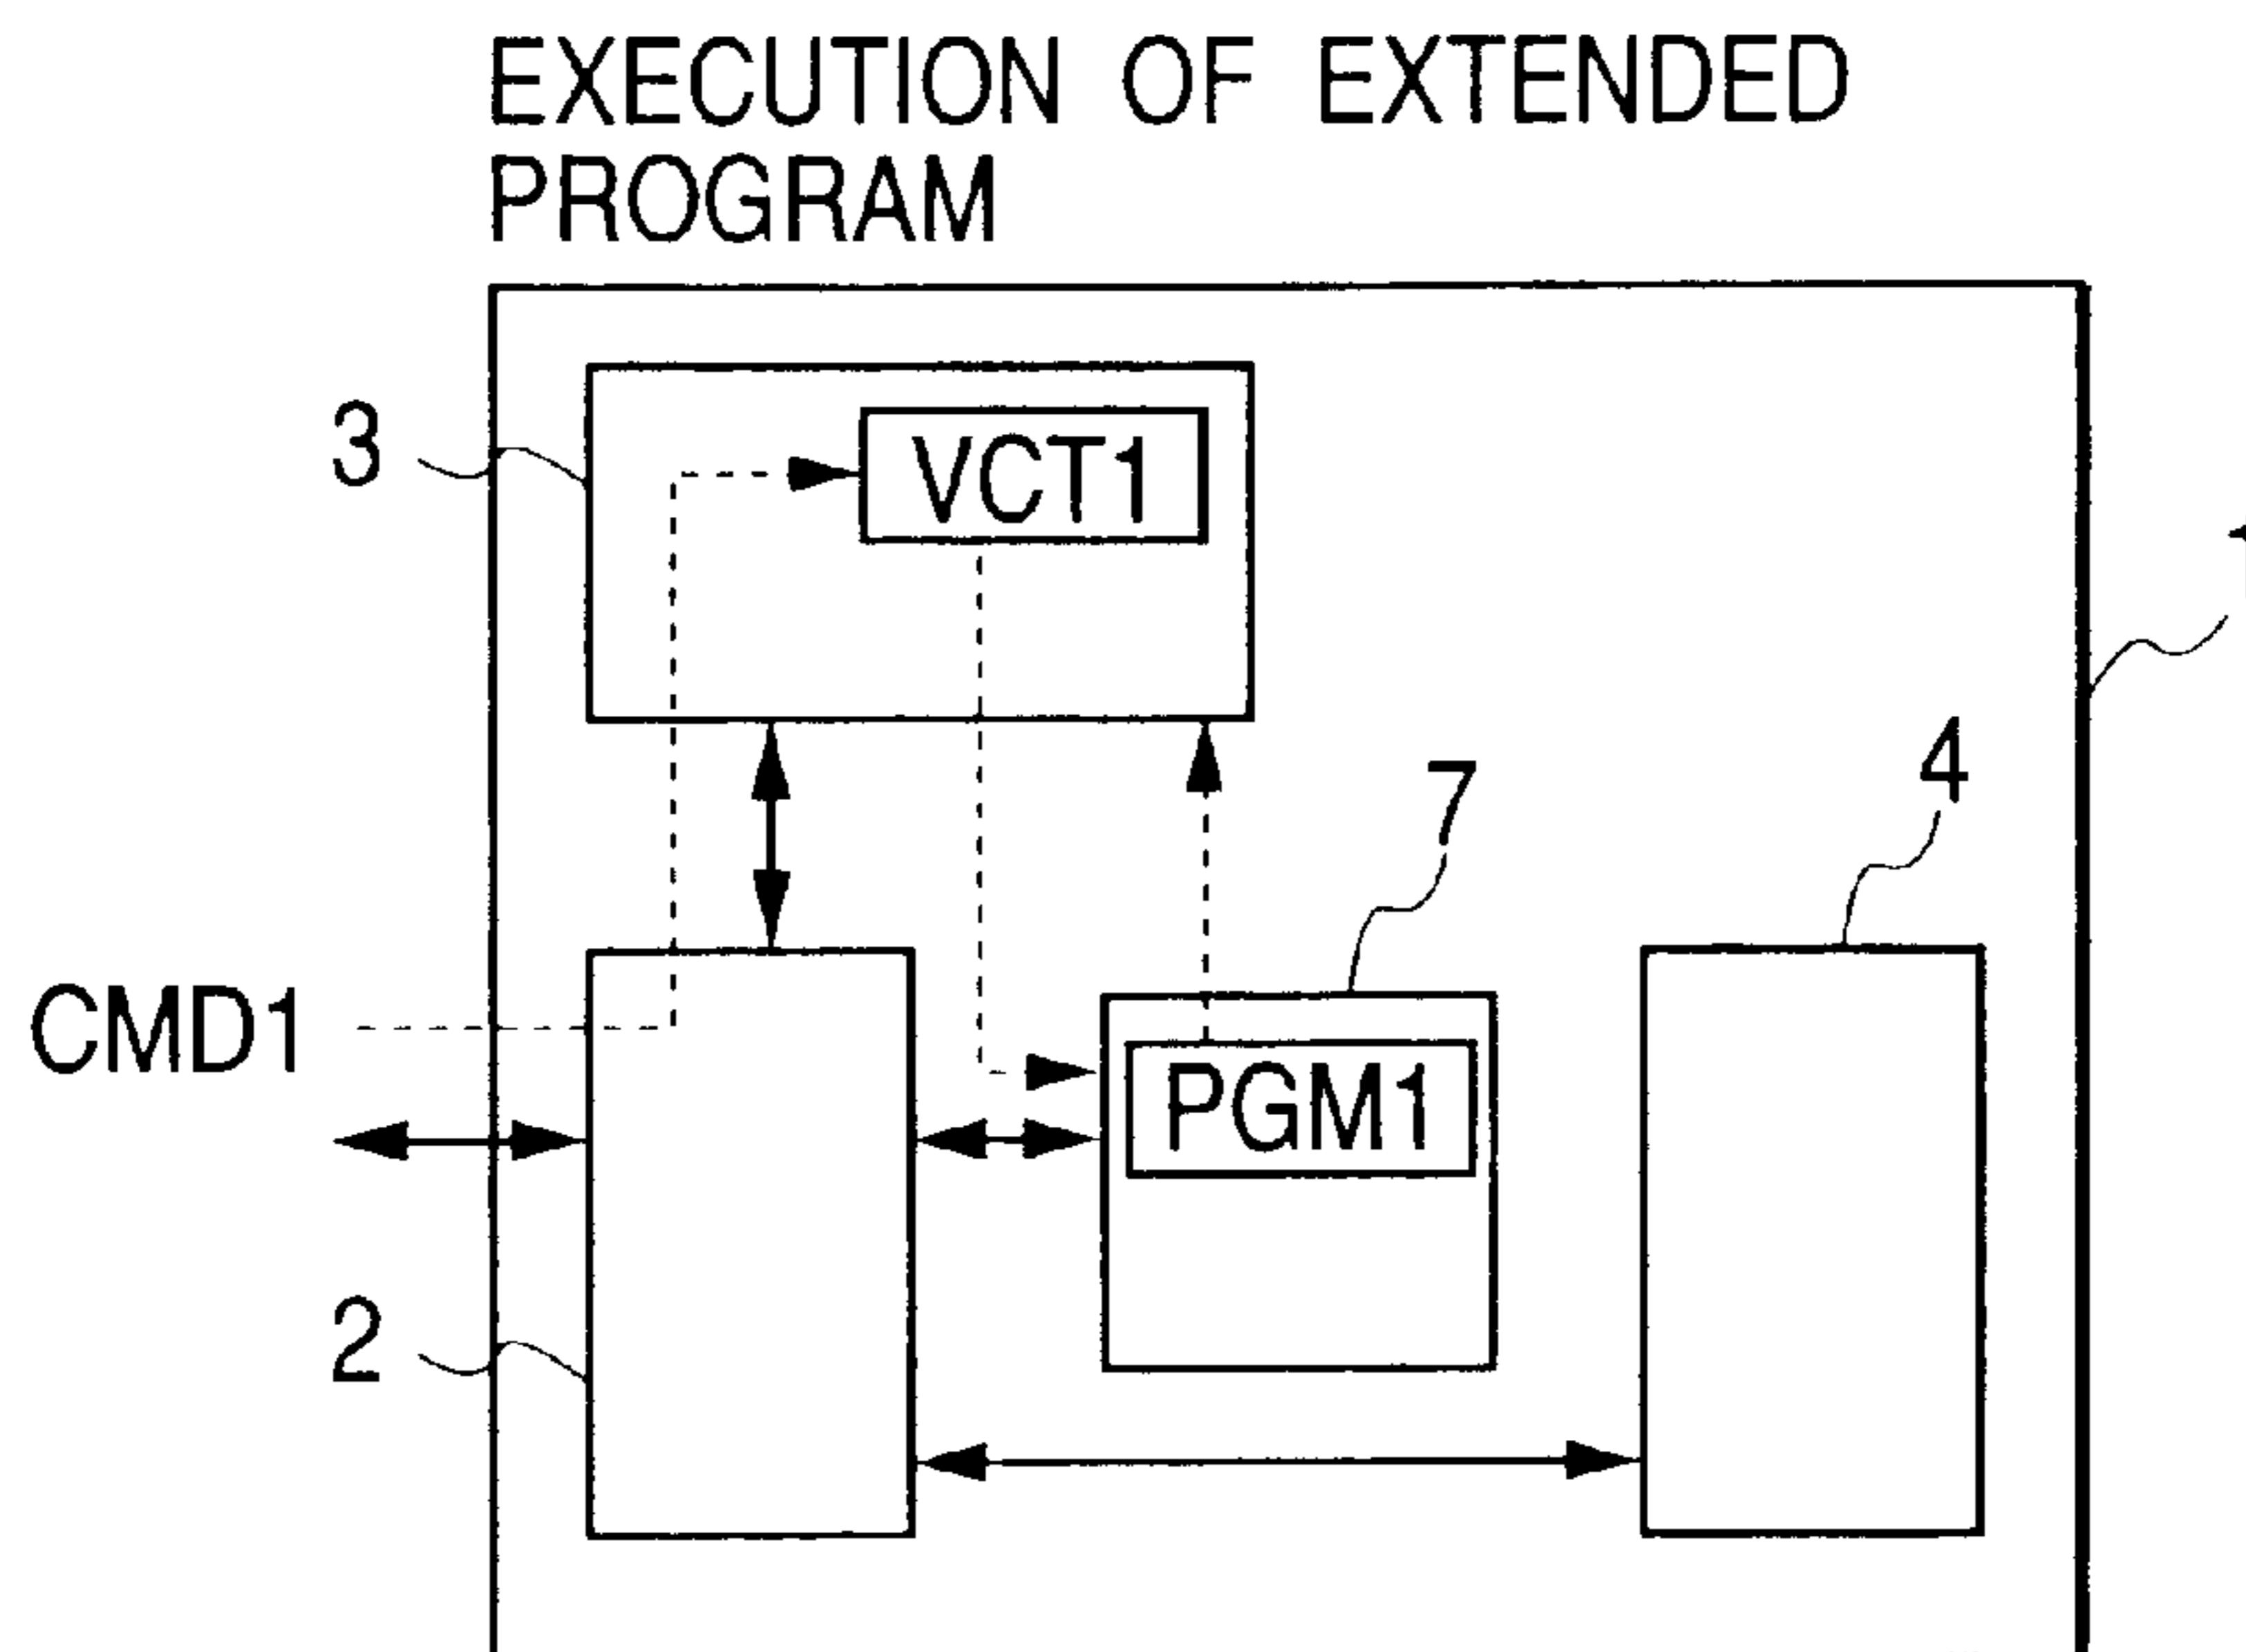 EXECUTION OF EXTENDED
PROGRAM
3
VCT1
7
4
CMD1
PGM1
2